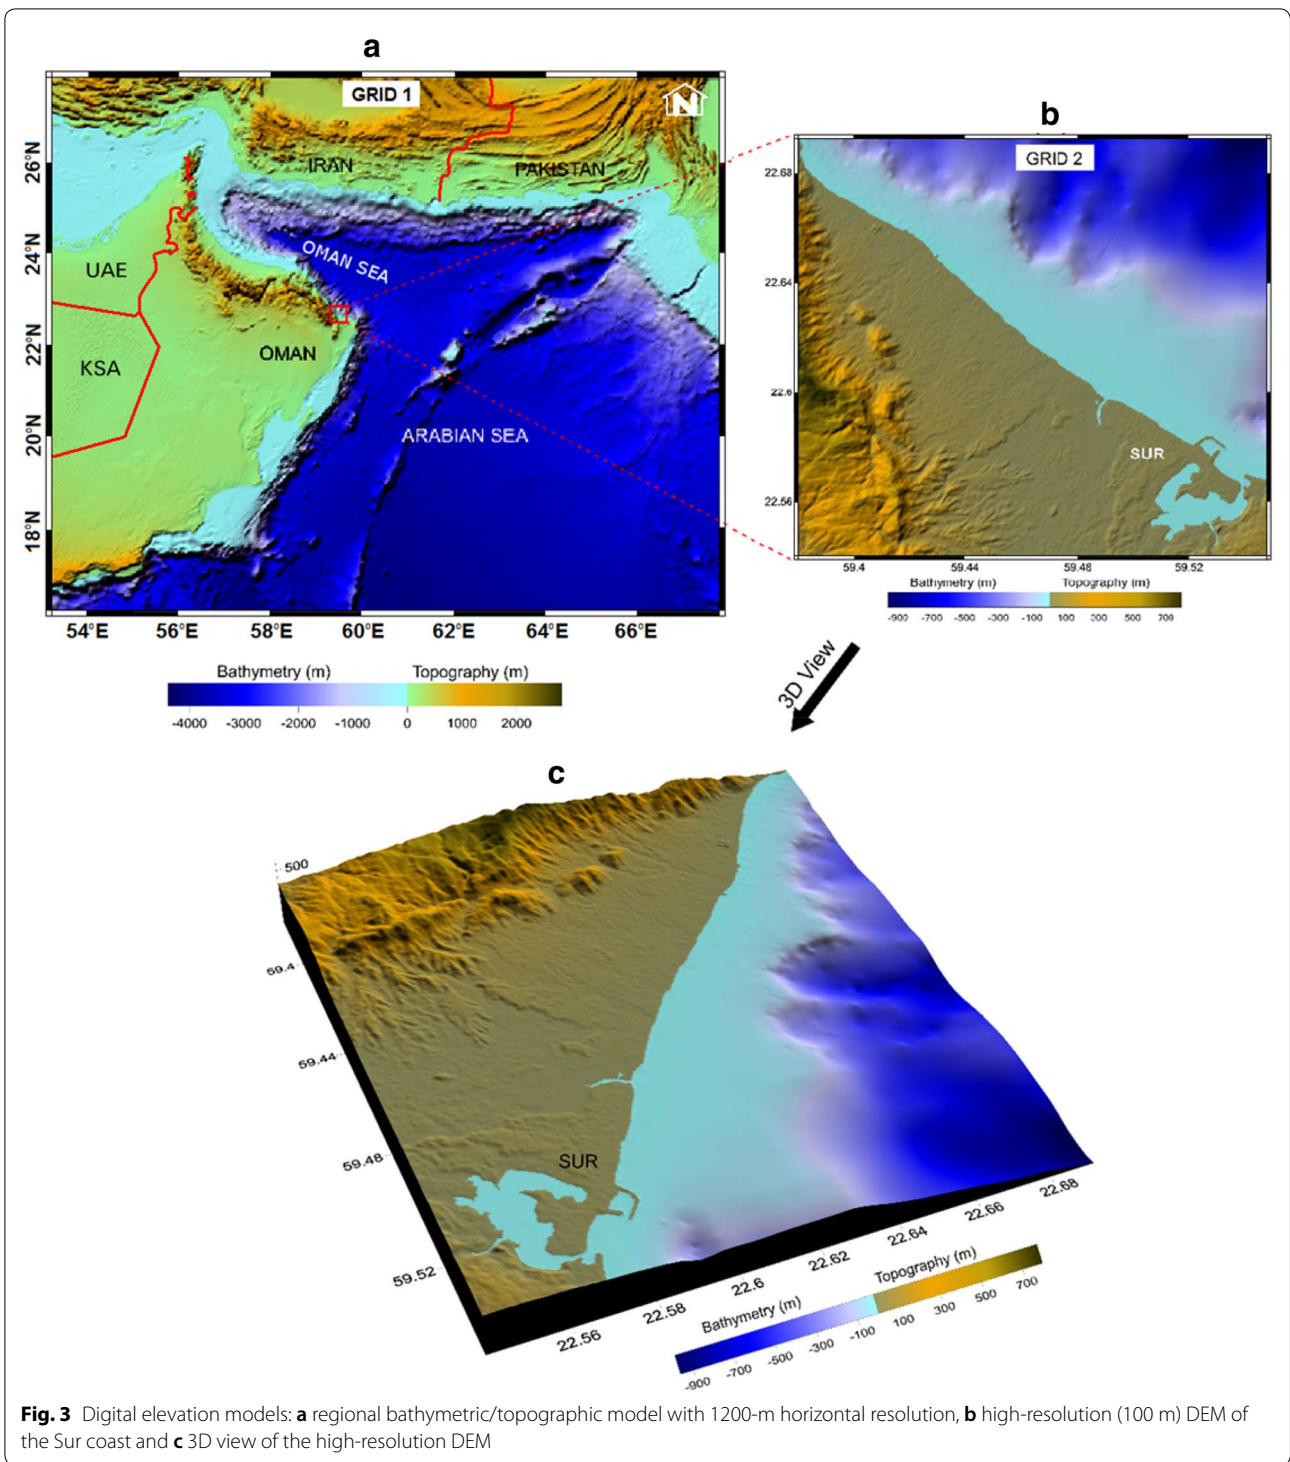 a
GRID 1
N
26°N
24°N
22°N
20°N
18°N
IRAN
PAKISTAN
OMAN SEA
UAE
KSA
OMAN
ARABIAN SEA
54°E 56°E 58°E 60°E 62°E 64°E 66°E
Bathymetry (m) Topography (m)
-4000 -3000 -2000 -1000 0 1000 2000
b
GRID 2
22.68
22.64
22.6
22.56
SUR
59.4 59.44 59.48 59.52
Bathymetry (m) Topography (m)
-900 -700 -500 -300 -100 100 300 500 700
3D View
c
500
59.4
59.44
59.48
59.52
SUR
22.56 22.58 22.6 22.62 22.64 22.66 22.68
Bathymetry (m) Topography (m)
-900 -700 -500 -300 -100 100 300 500 700
Fig. 3 Digital elevation models: a regional bathymetric/topographic model with 1200-m horizontal resolution, b high-resolution (100 m) DEM of
the Sur coast and c 3D view of the high-resolution DEM